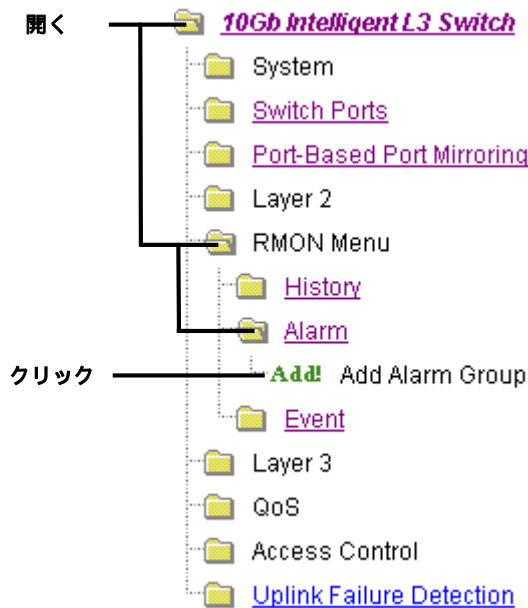 開く
10Gb Intelligent L3 Switch
System
Switch Ports
Port-Based Port Mirroring
Layer 2
RMON Menu
History
Alarm
クリック
Add! Add Alarm Group
Event
Layer 3
QoS
Access Control
Uplink Failure Detection